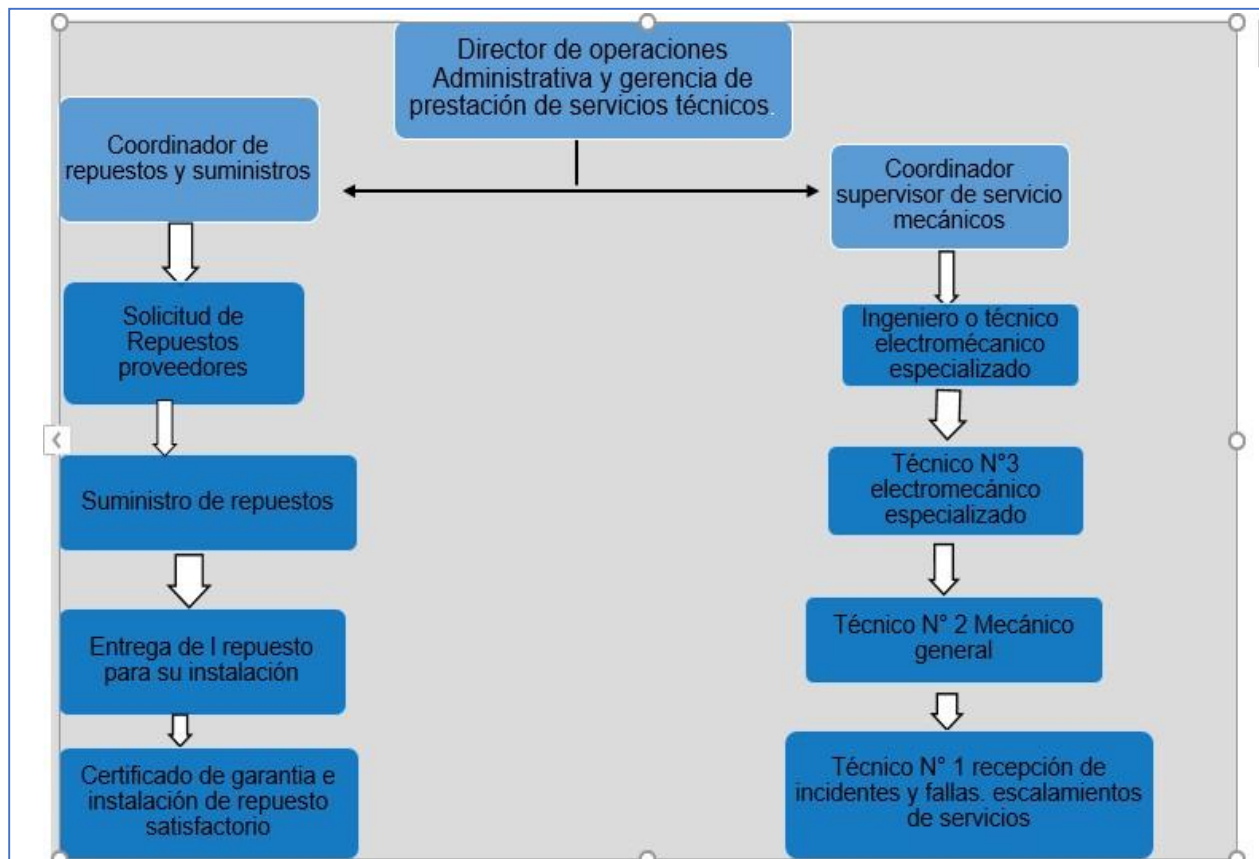 Director de operaciones
Administrativa y gerencia de
prestación de servicios técnicos.
Coordinador de
repuestos y suministros
Solicitud de
Repuestos
proveedores
Suministro de repuestos
Entrega de l repuesto
para su instalación
Certificado de garantia e
instalación de repuesto
satisfactorio
Coordinador
supervisor de servicio
mecánicos
Ingeniero o técnico
electromécanico
especializado
Técnico N°3
electromecánico
especializado
Técnico N° 2 Mecánico
general
Técnico N° 1 recepción de
incidentes y fallas. escalamientos
de servicios